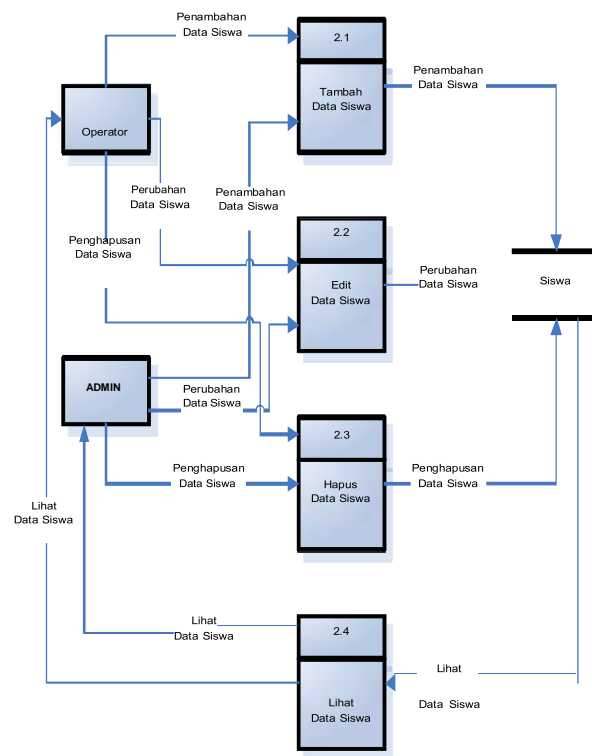 Penambahan
Data Siswa
2.1
Tambah
Data Siswa
Penambahan
Data Siswa
Operator
Perubahan
Data Siswa
Penambahan
Data Siswa
Penghapusan
Data Siswa
2.2
Edit
Data Siswa
Perubahan
Data Siswa
Siswa
ADMIN
Perubahan
Data Siswa
2.3
Hapus
Data Siswa
Penghapusan
Data Siswa
Penghapusan
Data Siswa
Lihat
Data Siswa
Lihat
Data Siswa
2.4
Lihat
Data Siswa
Lihat
Data Siswa